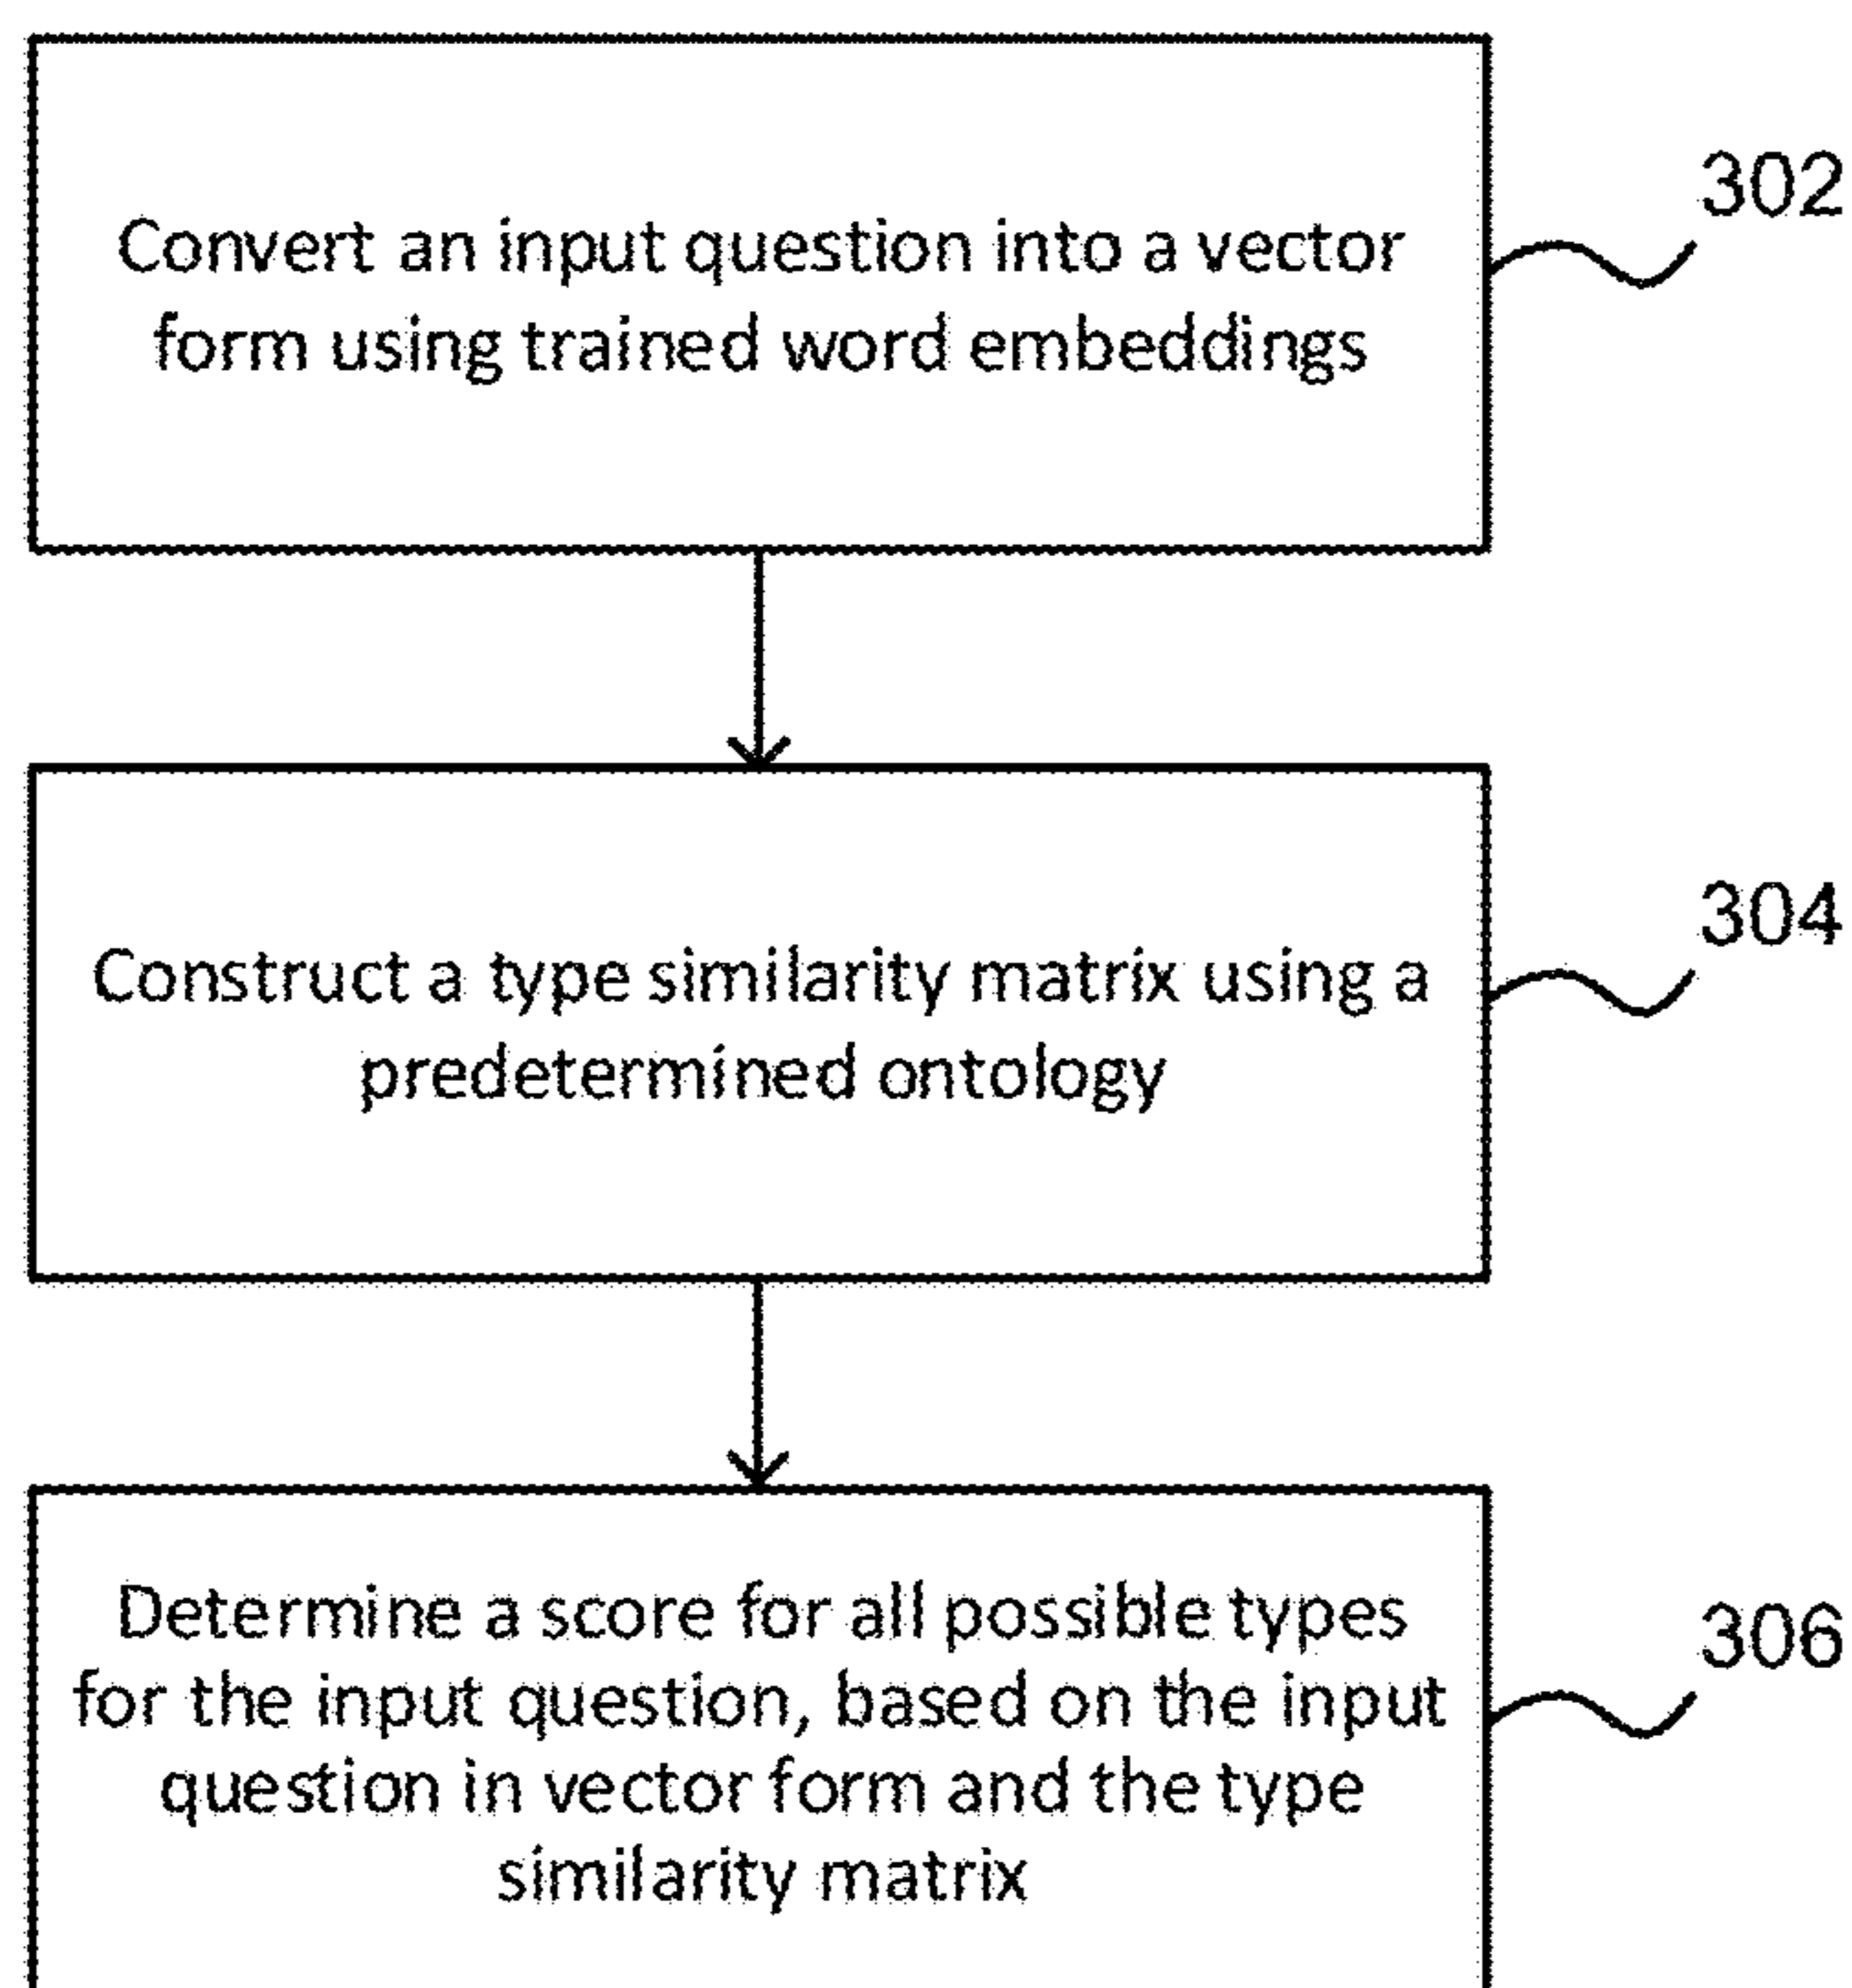 Convert an input question into a vector
form using trained word embeddings
302
Construct a type similarity matrix using a
predetermined ontology
304
Determine a score for all possible types
for the input question, based on the input
question in vector form and the type
similarity matrix
306